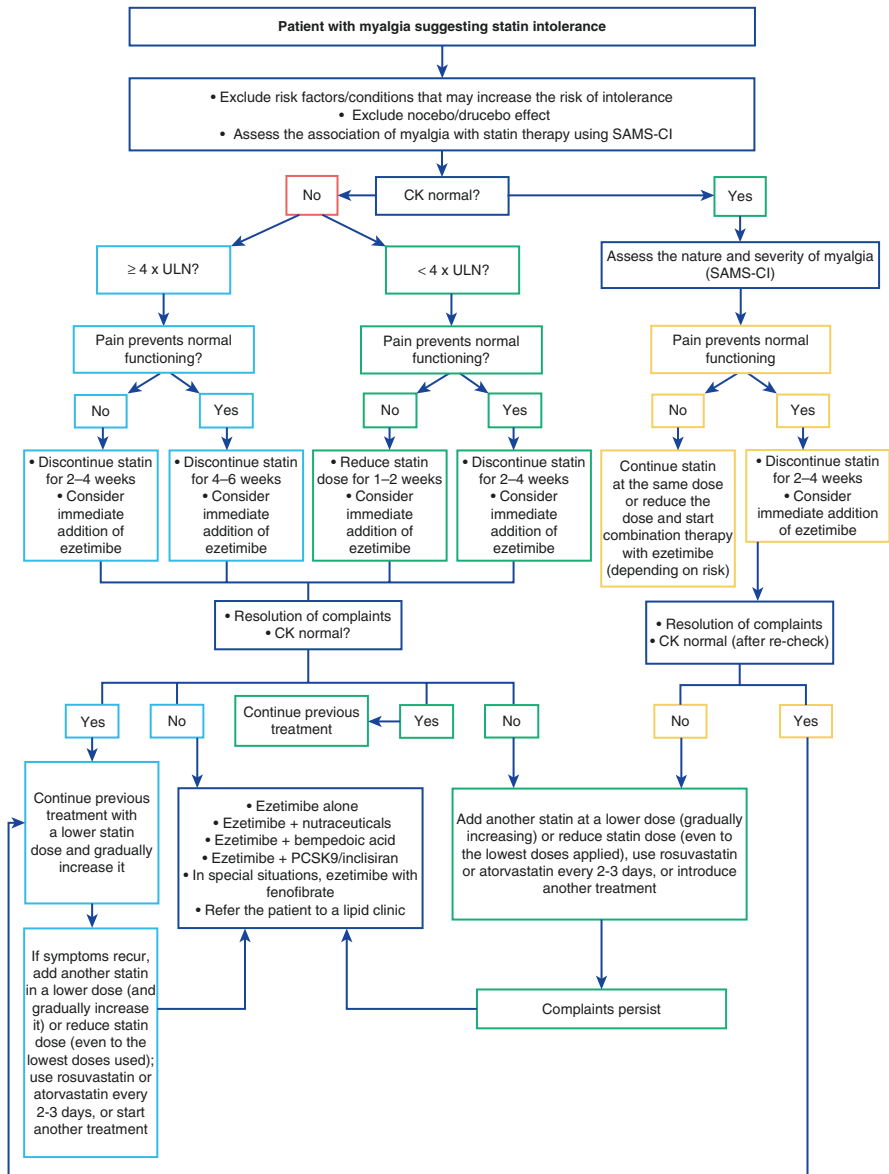 Patient with myalgia suggesting statin intolerance
• Exclude risk factors/conditions that may increase the risk of intolerance
• Exclude nocebo/drucebo effect
• Assess the association of myalgia with statin therapy using SAMS-CI
No
CK normal?
Yes
≥ 4 x ULN?
< 4 x ULN?
Assess the nature and severity of myalgia
(SAMS-CI)
Pain prevents normal
functioning?
Pain prevents normal
functioning?
Pain prevents normal
functioning
No
Yes
No
Yes
No
Yes
• Discontinue statin
for 2–4 weeks
• Consider
immediate
addition of
ezetimibe
• Discontinue statin
for 4–6 weeks
• Consider
immediate
addition of
ezetimibe
• Reduce statin
dose for 1–2 weeks
• Consider
immediate
addition of
ezetimibe
• Discontinue statin
for 2–4 weeks
• Consider
immediate
addition of
ezetimibe
Continue statin
at the same dose
or reduce the
dose and start
combination therapy
with ezetimibe
(depending on risk)
• Discontinue statin
for 2–4 weeks
• Consider
immediate addition
of ezetimibe
• Resolution of complaints
• CK normal?
• Resolution of complaints
• CK normal (after re-check)
Yes
No
Continue previous
treatment
Yes
No
No
Yes
Continue previous
treatment with
a lower statin
dose and gradually
increase it
• Ezetimibe alone
• Ezetimibe + nutraceuticals
• Ezetimibe + bempedoic acid
• Ezetimibe + PCSK9/inclisiran
• In special situations, ezetimibe with
fenofibrate
• Refer the patient to a lipid clinic
Add another statin at a lower dose (gradually
increasing) or reduce statin dose (even to
the lowest doses applied), use rosuvastatin
or atorvastatin every 2-3 days, or introduce
another treatment
If symptoms recur,
add another statin
in a lower dose (and
gradually increase
it) or reduce statin
dose (even to the
lowest doses used);
use rosuvastatin or
atorvastatin every
2-3 days, or start
another treatment
Complaints persist